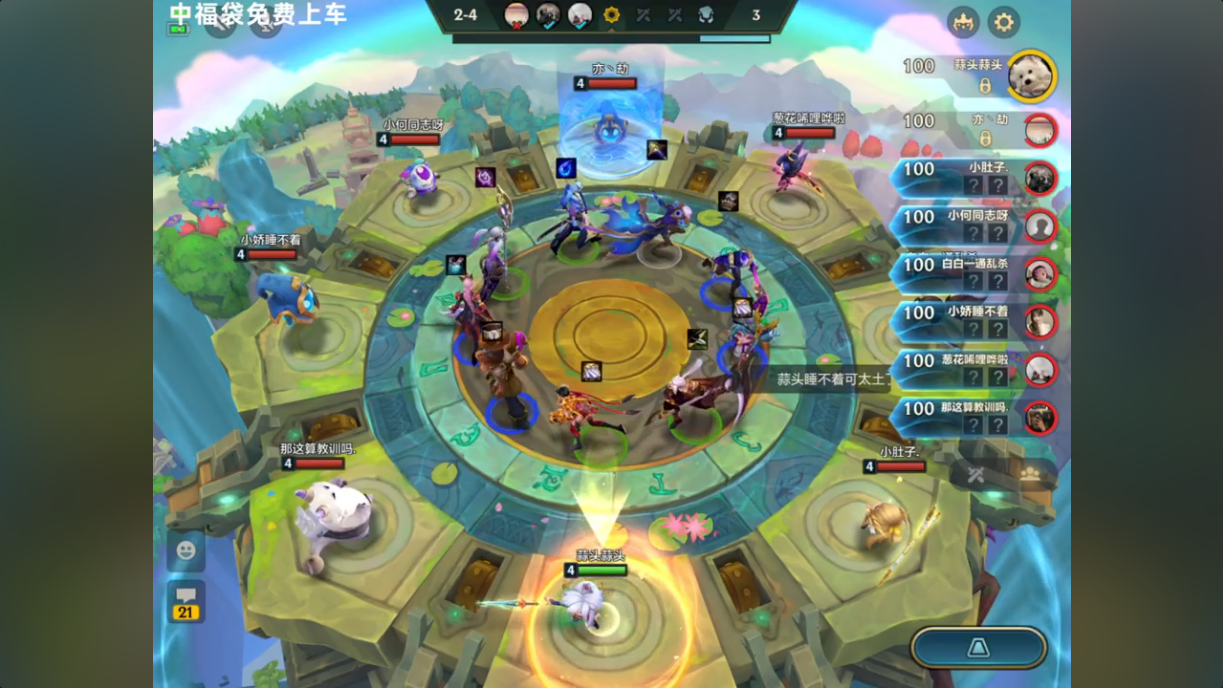 中福袋免费上车
2-4
3
亦丶劫
4
小何同志呀
4
葱花唏哩哗啦
4
小娇睡不着
4
那这算教训吗.
4
小肚子.
4
蒜头蒜头
4
100 蒜头蒜头
100 亦丶劫
100 小肚子.
? ?
100 小何同志呀
? ?
100 白白一通乱杀
? ?
100 小娇睡不着
? ?
100 葱花唏哩哗啦
? ?
100 那这算教训吗.
? ?
蒜头睡不着可太土了
21